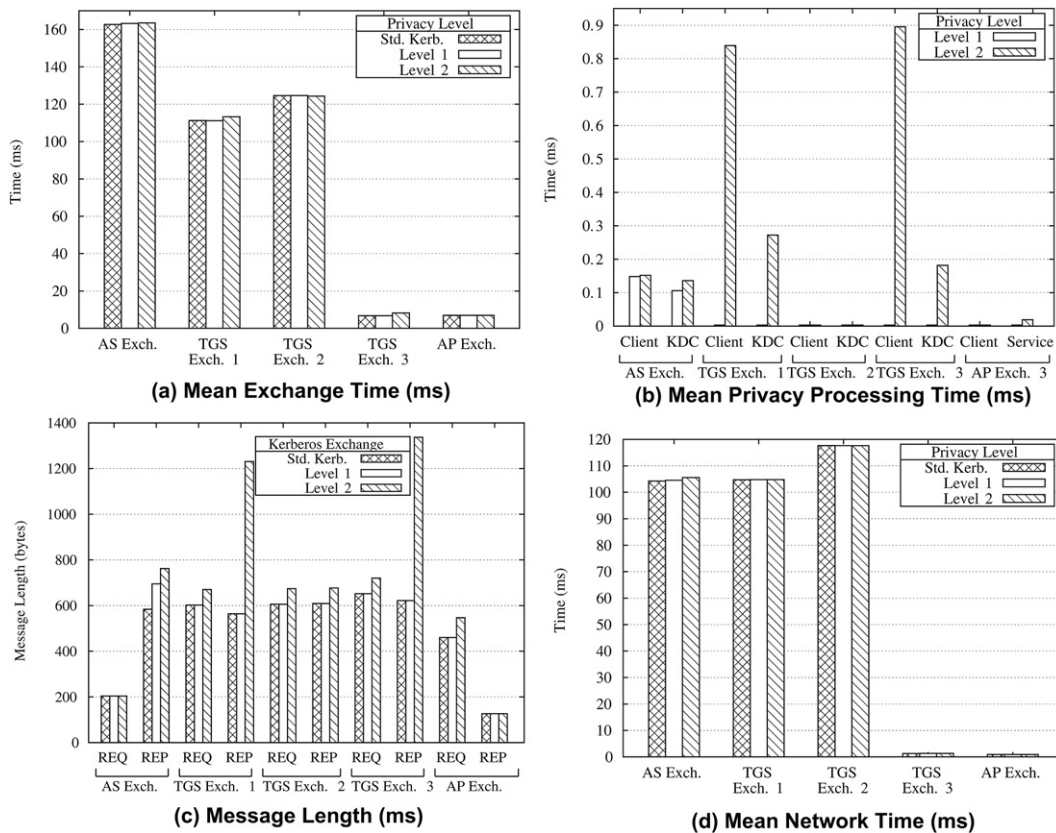 Time (ms)
160
140
120
100
80
60
40
20
0
Privacy Level
Std. Kerb.
Level 1
Level 2
AS Exch.
TGS
Exch. 1
TGS
Exch. 2
TGS
Exch. 3
AP Exch.
(a) Mean Exchange Time (ms)
Time (ms)
0.9
0.8
0.7
0.6
0.5
0.4
0.3
0.2
0.1
0
Privacy Level
Level 1
Level 2
Client KDC Client KDC Client KDC Client KDC Client Service
AS Exch. TGS Exch. 1 TGS Exch. 2 TGS Exch. 3 AP Exch. 3
(b) Mean Privacy Processing Time (ms)
Message Length (bytes)
1400
1200
1000
800
600
400
200
0
Kerberos Exchange
Std. Kerb.
Level 1
Level 2
REQ REP REQ REP REQ REP REQ REP REQ REP
AS Exch. TGS Exch. 1 TGS Exch. 2 TGS Exch. 3 AP Exch.
(c) Message Length (ms)
Time (ms)
120
110
100
90
80
70
60
50
40
30
20
10
0
Privacy Level
Std. Kerb.
Level 1
Level 2
AS Exch.
TGS
Exch. 1
TGS
Exch. 2
TGS
Exch. 3
AP Exch.
(d) Mean Network Time (ms)